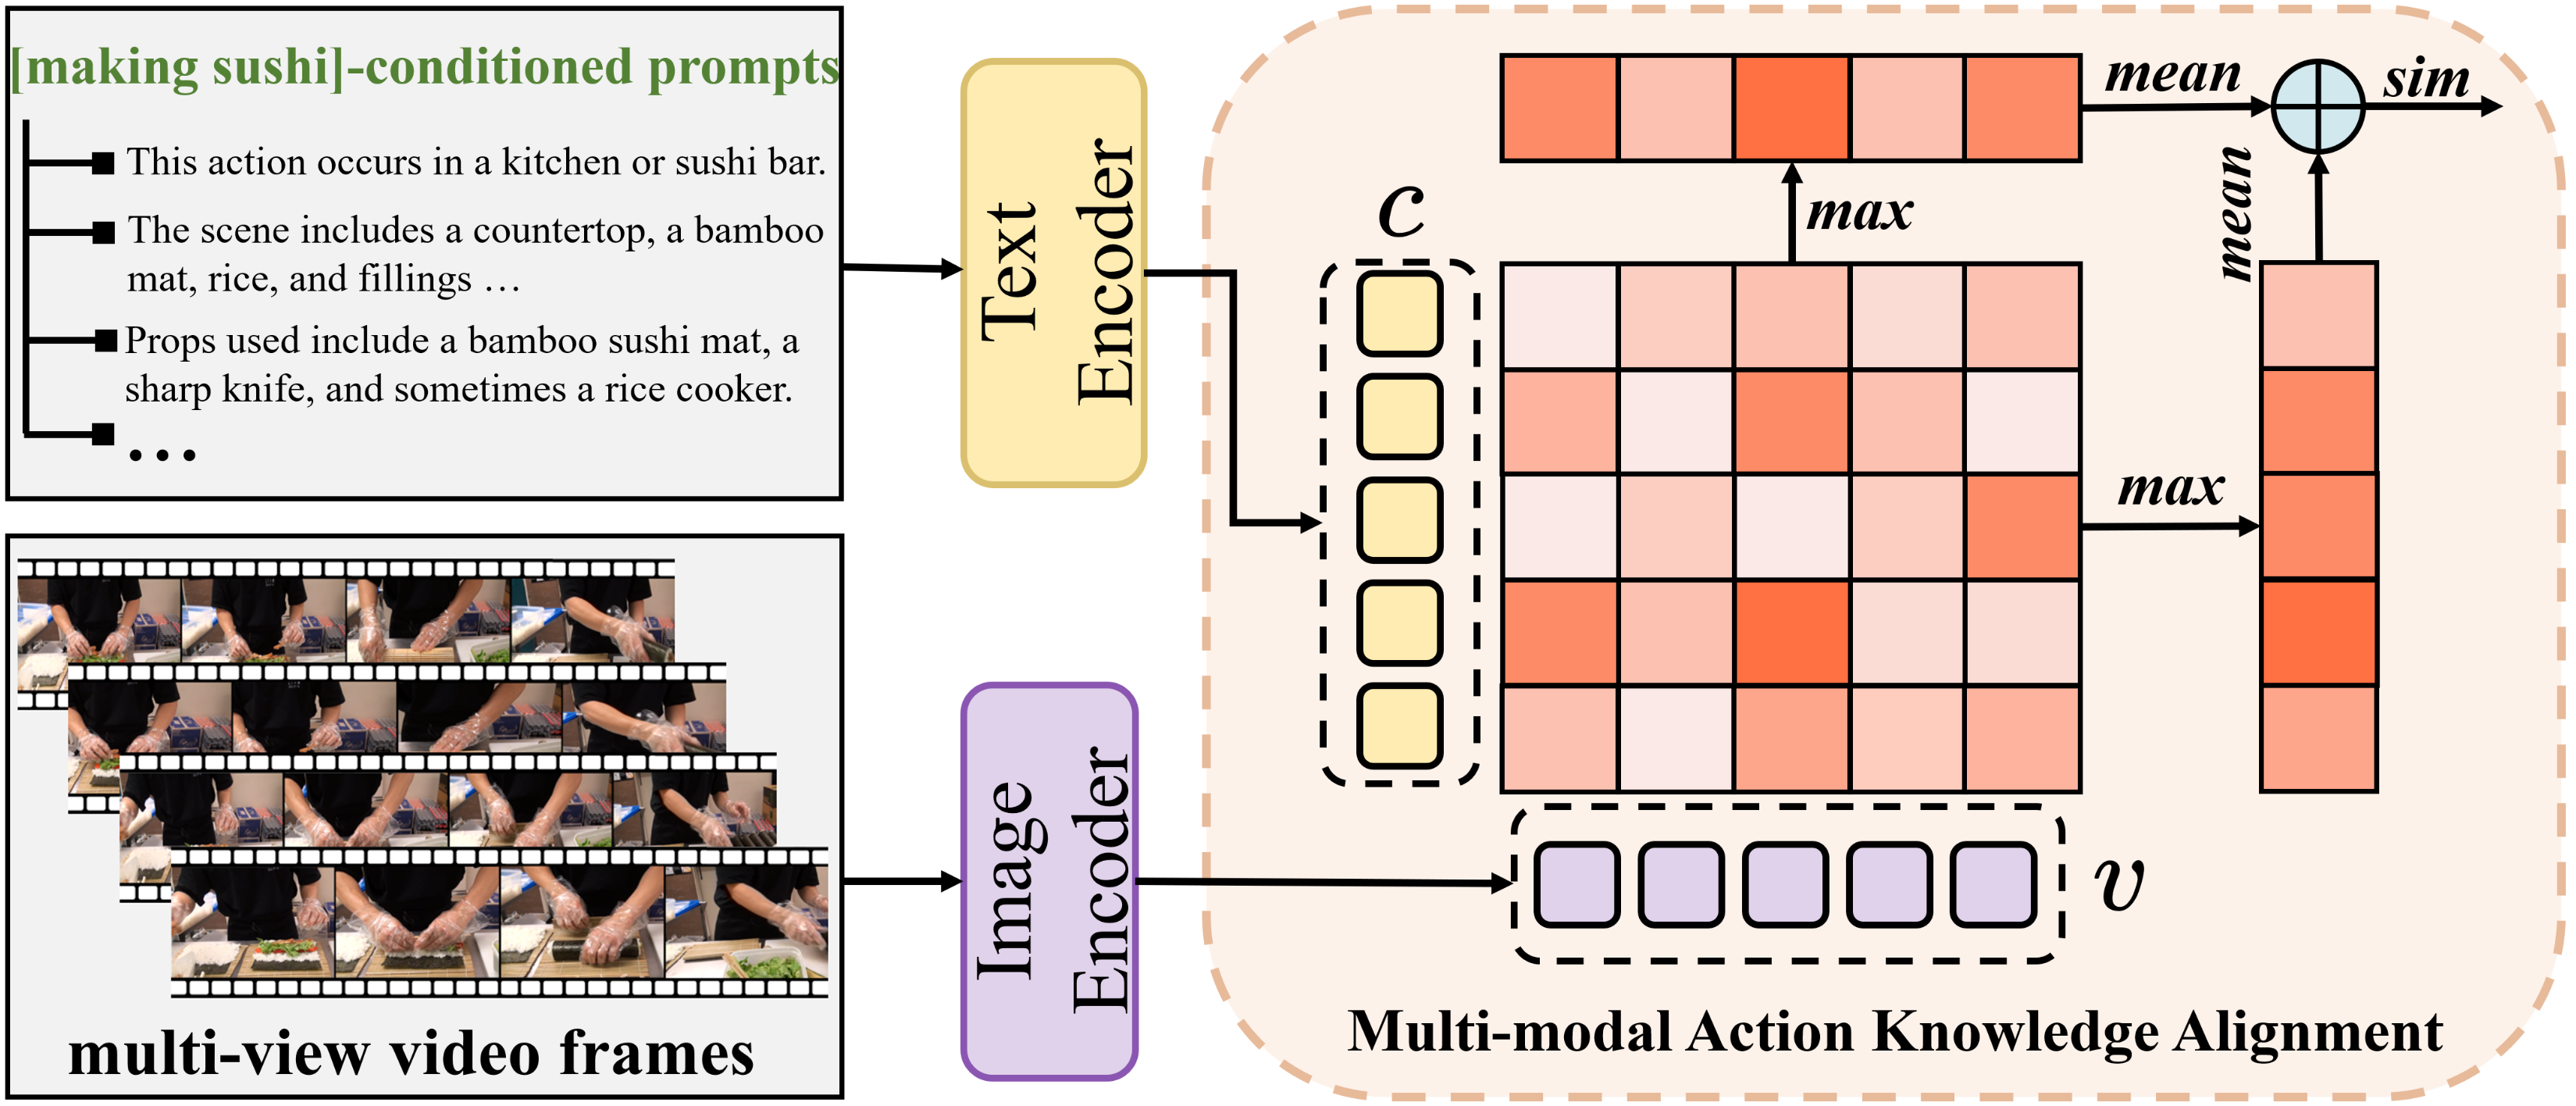 [making sushi]-conditioned prompts
This action occurs in a kitchen or sushi bar.
The scene includes a countertop, a bamboo
mat, rice, and fillings …
Props used include a bamboo sushi mat, a
sharp knife, and sometimes a rice cooker.
...
multi-view video frames
Text
Encoder
Image
Encoder
c
max
mean
sim
mean
max
v
Multi-modal Action Knowledge Alignment